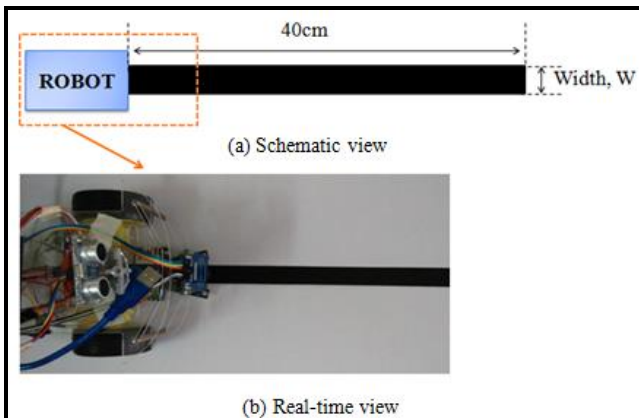 40cm
ROBOT
Width, W
(a) Schematic view
(b) Real-time view